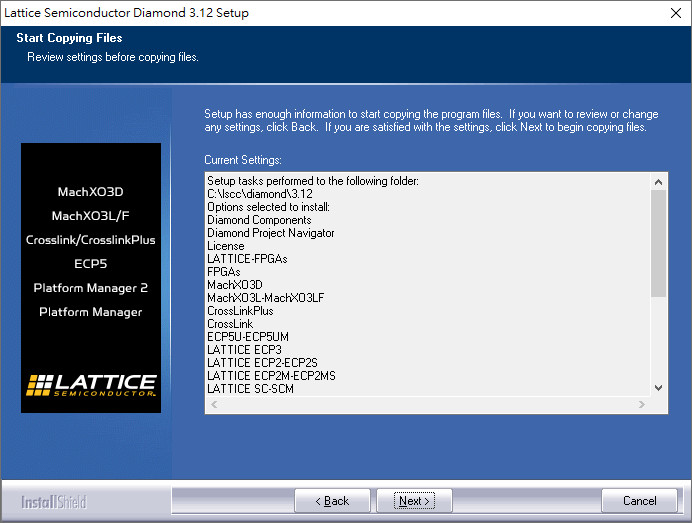 Lattice Semiconductor Diamond 3.12 Setup
Start Copying Files
Review settings before copying files.
Setup has enough information to start copying the program files.  If you want to review or change
any settings, click Back.  If you are satisfied with the settings, click Next to begin copying files.
Current Settings:
Setup tasks performed to the following folder:
C:\lscc\diamond\3.12
Options selected to install:
Diamond Components
Diamond Project Navigator
License
LATTICE-FPGAs
FPGAs
MachXO3D
MachXO3L-MachXO3LF
CrossLinkPlus
CrossLink
ECP5U-ECP5UM
LATTICE ECP3
LATTICE ECP2-ECP2S
LATTICE ECP2M-ECP2MS
LATTICE SC-SCM
MachXO3D
MachXO3L/F
Crosslink/CrosslinkPlus
ECP5
Platform Manager 2
Platform Manager
LATTICE
SEMICONDUCTOR
InstallShield
< Back
Next >
Cancel